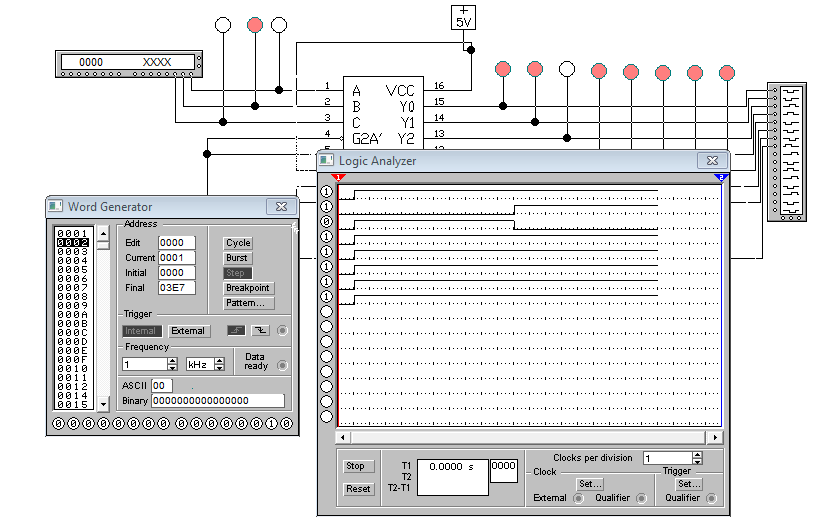 +
5V
0000 XXXX
1 A VCC 16
2 B Y0 15
3 C Y1 14
4 G2A' Y2 13
5 12
Logic Analyzer
1 2
1
1
0
1
1
1
1
1
Word Generator
0001
0002
0003
0004
0005
0006
0007
0008
0009
000A
000B
000C
000D
000E
000F
0010
0011
0012
0013
0014
0015
Address
Edit 0000
Current 0001
Initial 0000
Final 03E7
Cycle
Burst
Step
Breakpoint
Pattern...
Trigger
Internal External
Frequency
1 kHz
Data
ready
ASCII 00
Binary 0000000000000000
0 0 0 0 0 0 0 0 0 0 0 0 0 0 1 0
Stop
Reset
T1 0.0000 s 0000
T2
T2-T1
Clocks per division 1
Clock
Set...
External Qualifier
Trigger
Set...
Qualifier